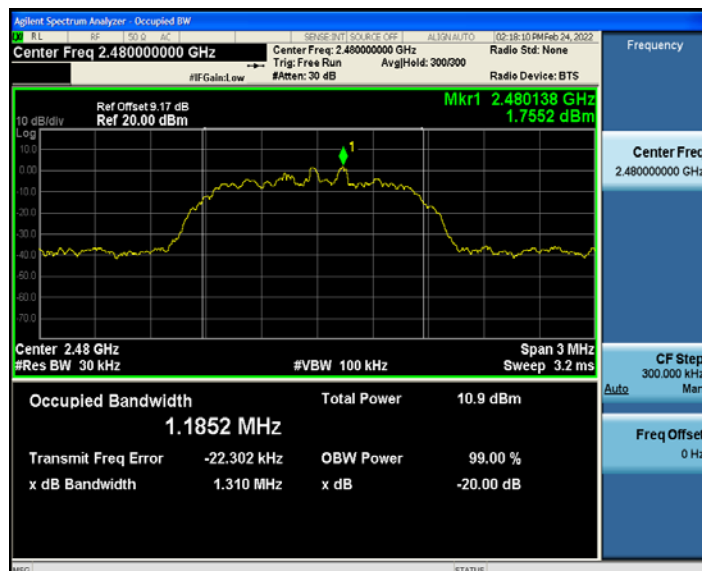 Agilent Spectrum Analyzer - Occupied BW
RL RF 50 Ω AC SENSE:INT SOURCE OFF ALIGNAUTO 02:18:10 PM Feb 24, 2022
Center Freq 2.480000000 GHz
Center Freq: 2.480000000 GHz
Radio Std: None
Trig: Free Run Avg|Hold: 300/300
#IFGain:Low
#Atten: 30 dB
Radio Device: BTS
Frequency
Ref Offset 9.17 dB
Mkr1 2.480138 GHz
10 dB/div
Ref 20.00 dBm
1.7552 dBm
Log
10.0
0.00
-10.0
-20.0
-30.0
-40.0
-50.0
-60.0
-70.0
1
Center 2.48 GHz
Span 3 MHz
#Res BW 30 kHz
#VBW 100 kHz
Sweep 3.2 ms
Occupied Bandwidth
1.1852 MHz
Total Power 10.9 dBm
Transmit Freq Error -22.302 kHz
OBW Power 99.00 %
x dB Bandwidth 1.310 MHz
x dB -20.00 dB
Center Freq
2.480000000 GHz
CF Step
300.000 kHz
Auto Man
Freq Offset
0 Hz
MSG
STATUS